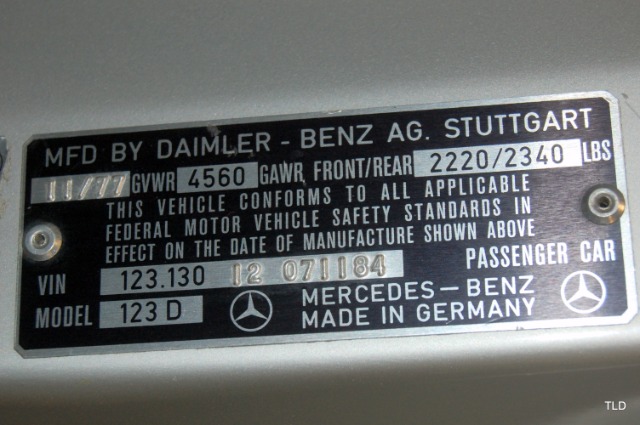 MFD BY DAIMLER - BENZ AG. STUTTGART
11/77 GVWR 4560 GAWR, FRONT/REAR 2220/2340 LBS
THIS VEHICLE CONFORMS TO ALL APPLICABLE
FEDERAL MOTOR VEHICLE SAFETY STANDARDS IN
EFFECT ON THE DATE OF MANUFACTURE SHOWN ABOVE
VIN 123.130 12 071184 PASSENGER CAR
MODEL 123 D MERCEDES-BENZ
MADE IN GERMANY
TLD